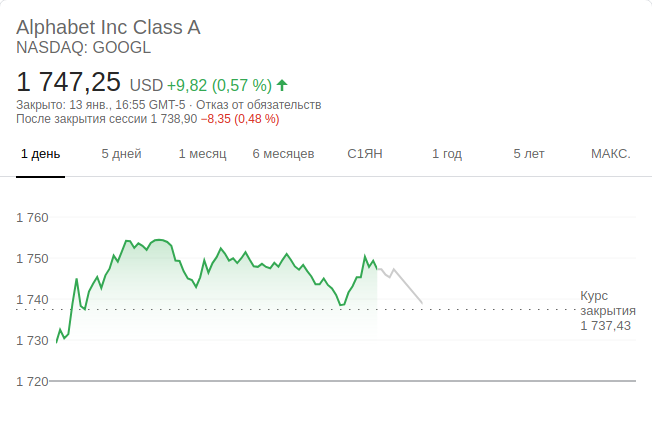 Alphabet Inc Class A
NASDAQ: GOOGL
1 747,25 USD +9,82 (0,57 %)
Закрыто: 13 янв., 16:55 GMT-5 · Отказ от обязательств
После закрытия сессии 1 738,90 −8,35 (0,48 %)
1 день 5 дней 1 месяц 6 месяцев С1ЯН 1 год 5 лет МАКС.
1 760
1 750
1 740
Курс
закрытия
1 737,43
1 730
1 720